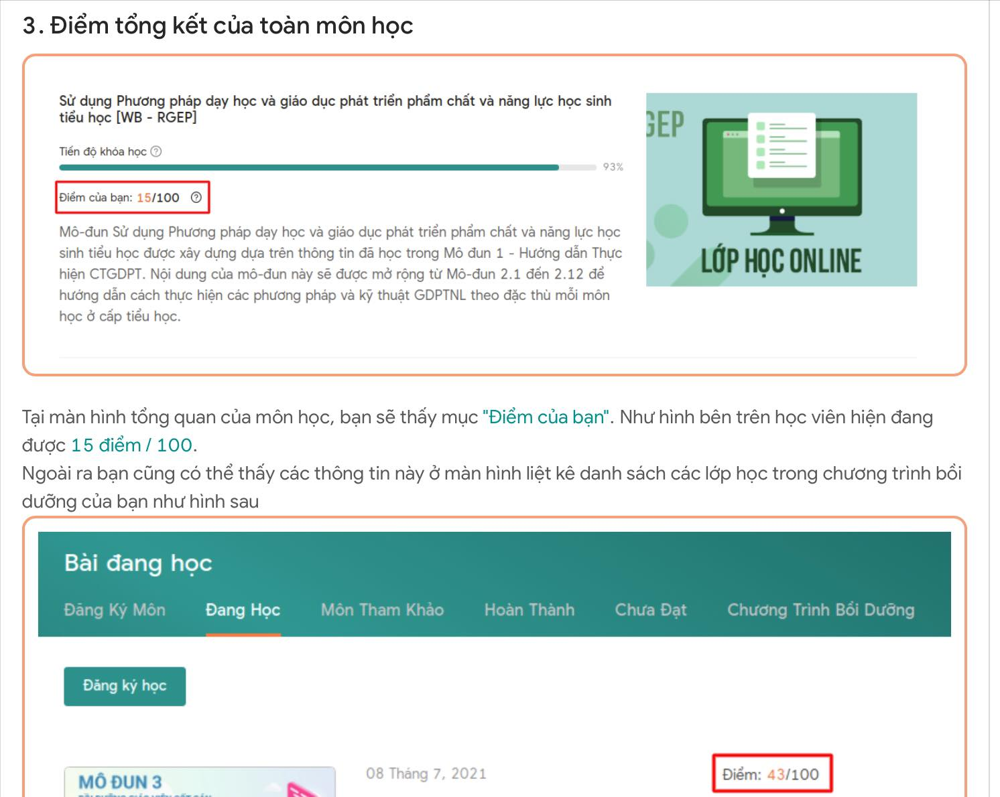 3. Điểm tổng kết của toàn môn học
Sử dụng Phương pháp dạy học và giáo dục phát triển phẩm chất và năng lực học sinh
tiểu học [WB - RGEP]
Tiến độ khóa học
93%
Điểm của bạn: 15/100
Mô-đun Sử dụng Phương pháp dạy học và giáo dục phát triển phẩm chất và năng lực học
sinh tiểu học được xây dựng dựa trên thông tin đã học trong Mô đun 1 - Hướng dẫn Thực
hiện CTGDPT. Nội dung của mô-đun này sẽ được mở rộng từ Mô-đun 2.1 đến 2.12 để
hướng dẫn cách thực hiện các phương pháp và kỹ thuật GDPTNL theo đặc thù mỗi môn
học ở cấp tiểu học.
GEP
LỚP HỌC ONLINE
Tại màn hình tổng quan của môn học, bạn sẽ thấy mục "Điểm của bạn". Như hình bên trên học viên hiện đang
được 15 điểm / 100.
Ngoài ra bạn cũng có thể thấy các thông tin này ở màn hình liệt kê danh sách các lớp học trong chương trình bồi
dưỡng của bạn như hình sau
Bài đang học
Đăng Ký Môn
Đang Học
Môn Tham Khảo
Hoàn Thành
Chưa Đạt
Chương Trình Bồi Dưỡng
Đăng ký học
MÔ ĐUN 3
08 Tháng 7, 2021
Điểm: 43/100